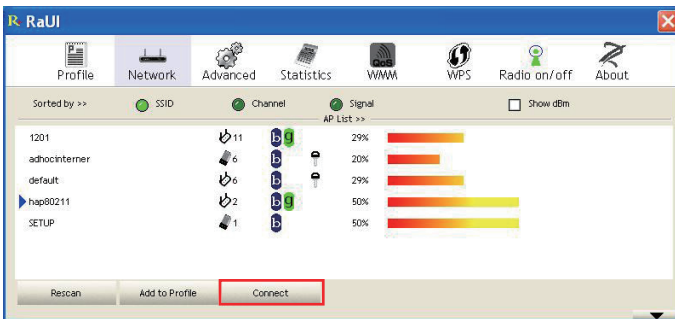 R RaUI
Profile Network Advanced Statistics QoS WMM WPS Radio on/off About
Sorted by >> SSID Channel Signal Show dBm
AP List >>
1201 11 b g 29%
adhocinterner 6 b 20%
default 6 b 29%
hap80211 2 b g 50%
SETUP 1 b 50%
Rescan Add to Profile Connect